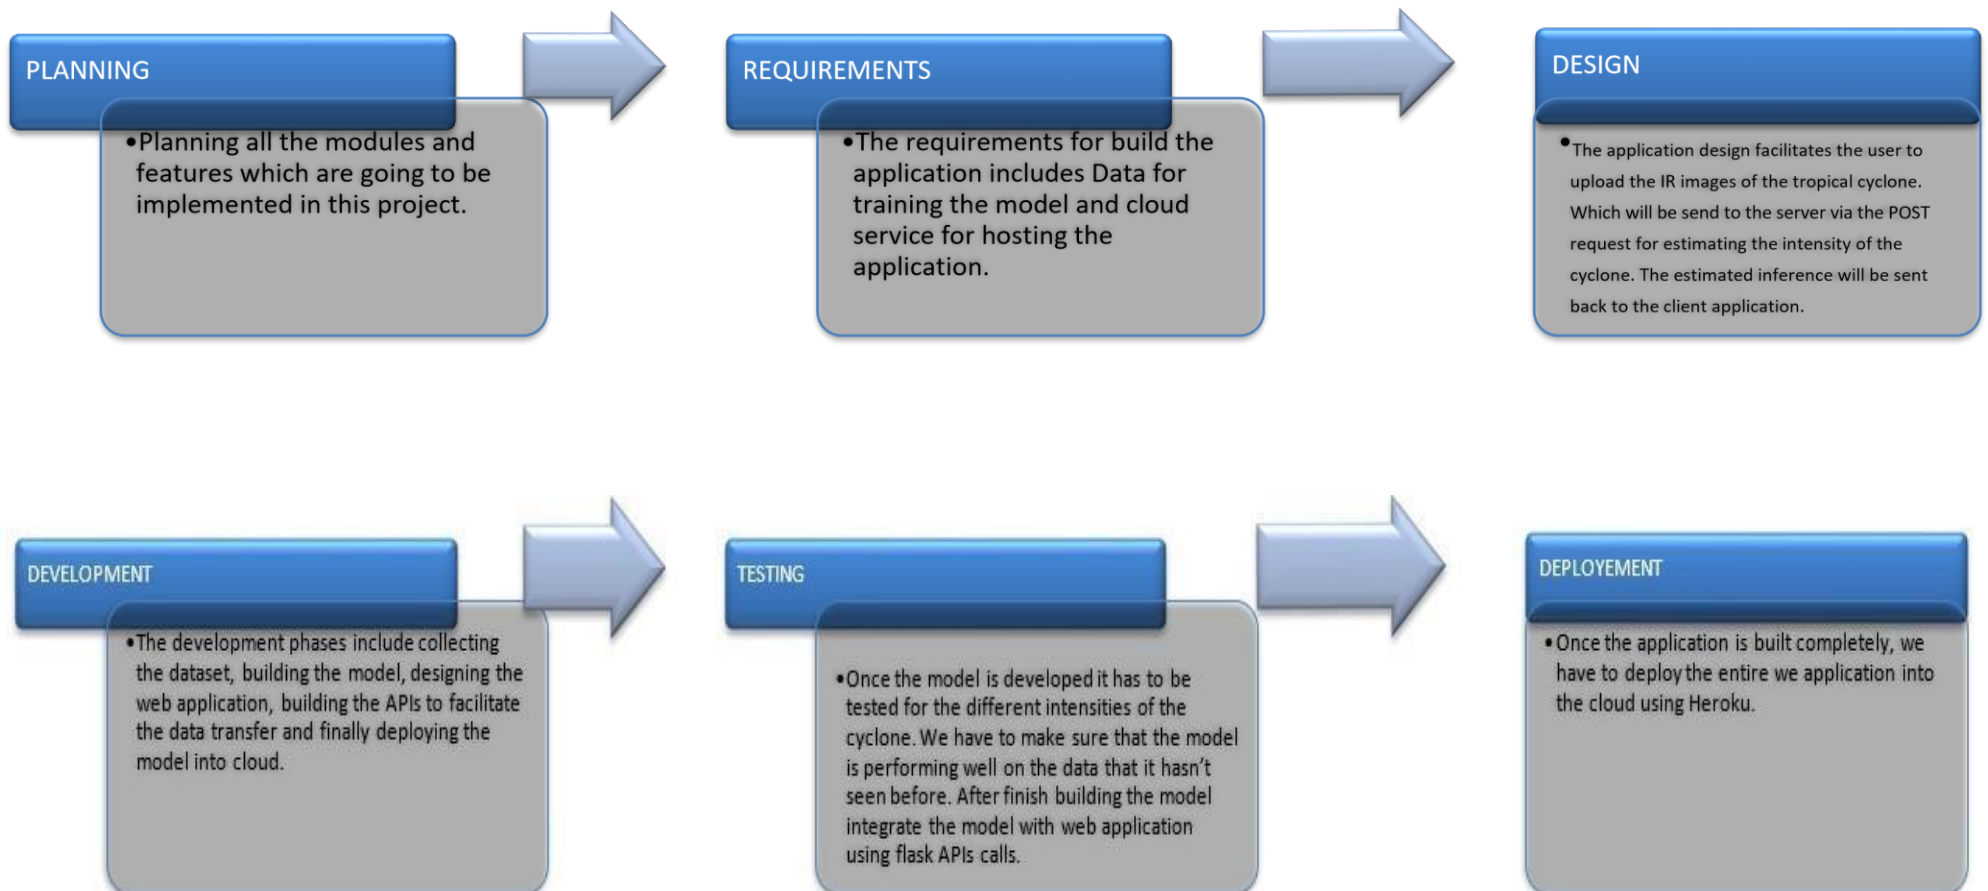 PLANNING
•Planning all the modules and
features which are going to be
implemented in this project.
REQUIREMENTS
•The requirements for build the
application includes Data for
training the model and cloud
service for hosting the
application.
DESIGN
•The application design facilitates the user to
upload the IR images of the tropical cyclone.
Which will be send to the server via the POST
request for estimating the intensity of the
cyclone. The estimated inference will be sent
back to the client application.
DEVELOPMENT
•The development phases include collecting
the dataset, building the model, designing the
web application, building the APIs to facilitate
the data transfer and finally deploying the
model into cloud.
TESTING
•Once the model is developed it has to be
tested for the different intensities of the
cyclone. We have to make sure that the model
is performing well on the data that it hasn't
seen before. After finish building the model
integrate the model with web application
using flask APIs calls.
DEPLOYEMENT
•Once the application is built completely, we
have to deploy the entire we application into
the cloud using Heroku.